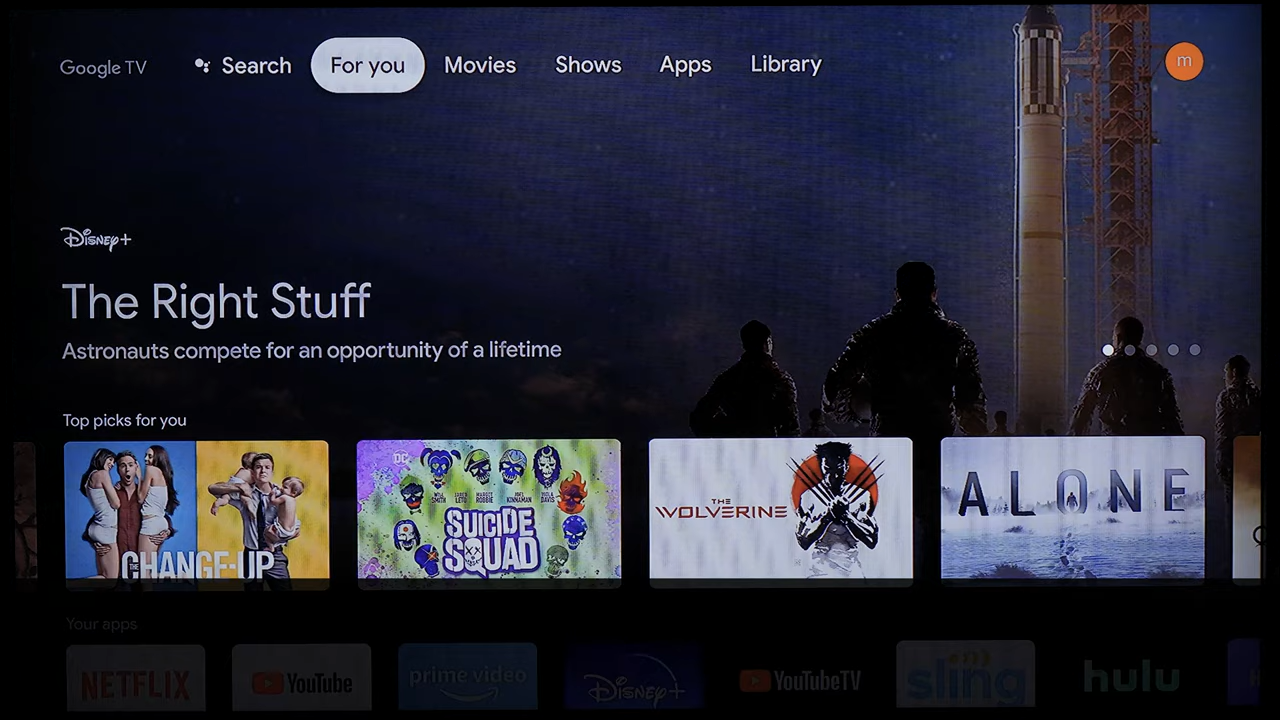 Google TV
Search
For you
Movies
Shows
Apps
Library
m
Disney+
The Right Stuff
Astronauts compete for an opportunity of a lifetime
Top picks for you
THE CHANGE-UP
DC
WILL SMITH
JARED LETO
MARGOT ROBBIE
JOEL KINNAMAN
VIOLA DAVIS
SUICIDE
SQUAD
THE
WOLVERINE
ALONE
Your apps
NETFLIX
YouTube
prime video
Disney+
YouTubeTV
sling
hulu